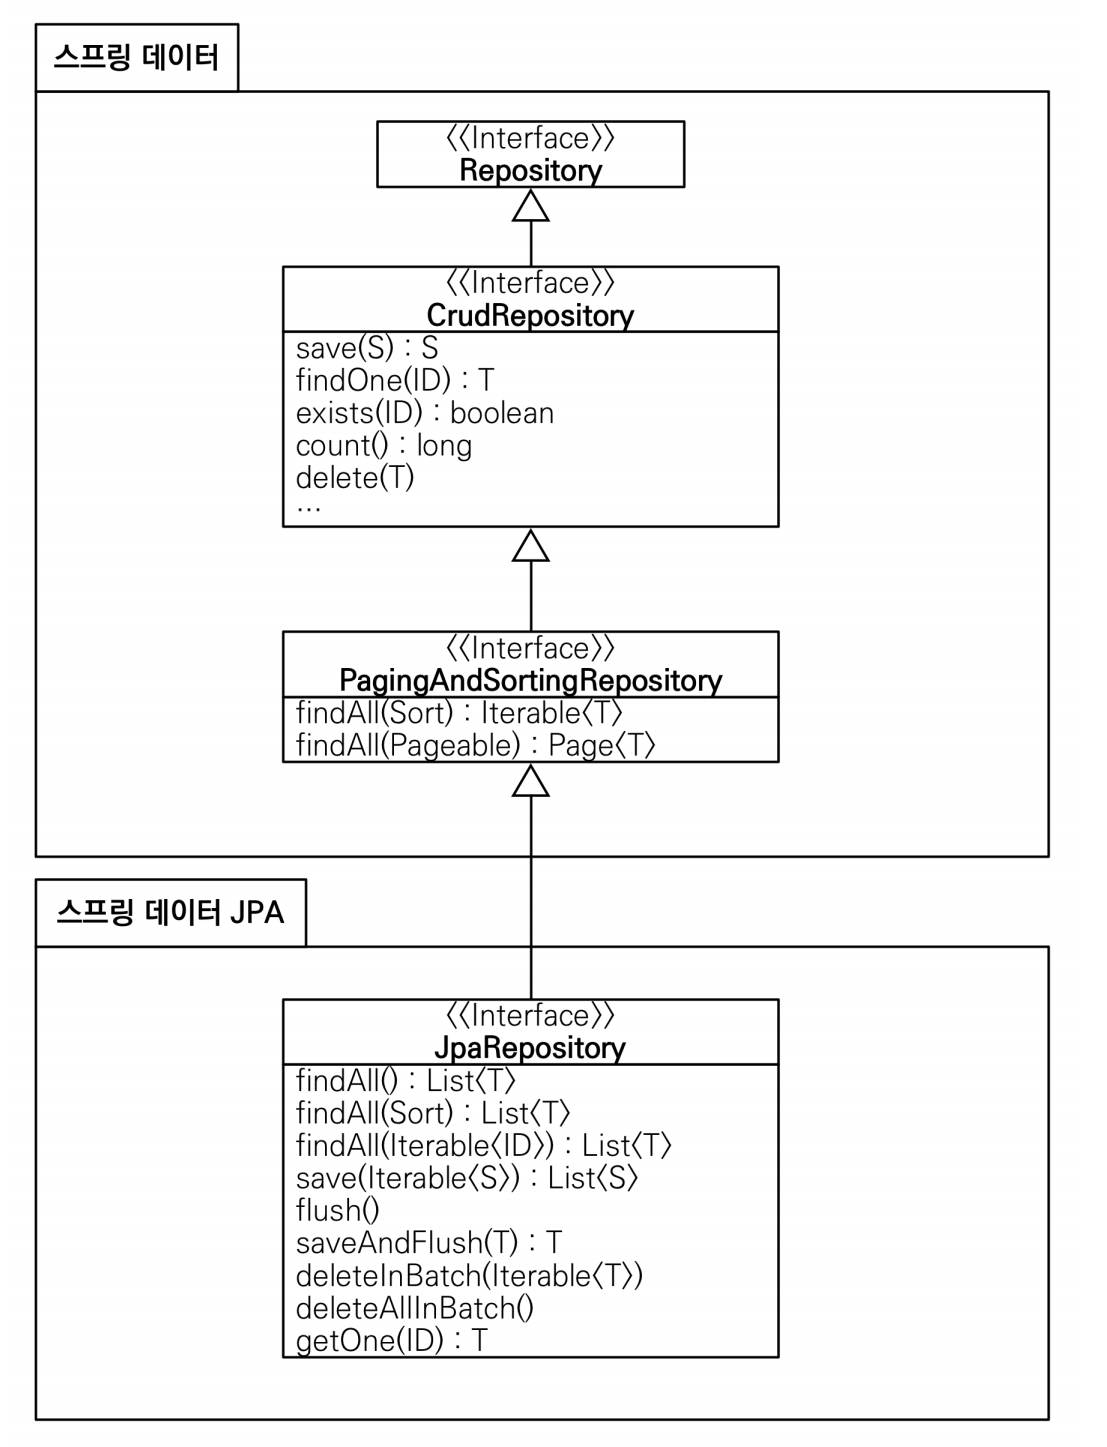 스프링 데이터
〈〈Interface〉〉
Repository
〈〈Interface〉〉
CrudRepository
save(S) : S
findOne(ID) : T
exists(ID) : boolean
count() : long
delete(T)
...
〈〈Interface〉〉
PagingAndSortingRepository
findAll(Sort) : Iterable〈T〉
findAll(Pageable) : Page〈T〉
스프링 데이터 JPA
〈〈Interface〉〉
JpaRepository
findAll() : List〈T〉
findAll(Sort) : List〈T〉
findAll(Iterable〈ID〉) : List〈T〉
save(Iterable〈S〉) : List〈S〉
flush()
saveAndFlush(T) : T
deleteInBatch(Iterable〈T〉)
deleteAllInBatch()
getOne(ID) : T